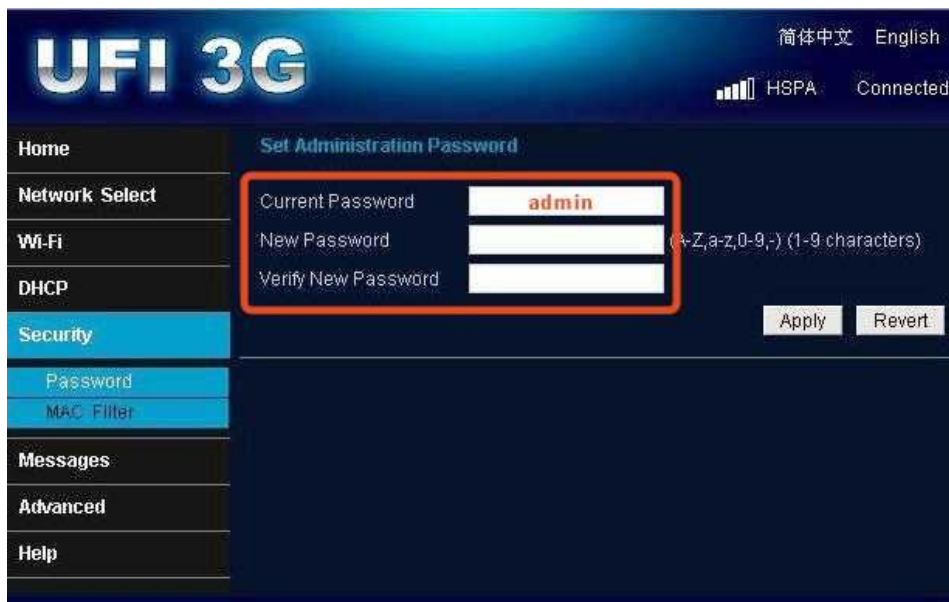 UFI 3G
简体中文 English
HSPA Connected
Home
Network Select
Wi-Fi
DHCP
Security
Password
MAC Filter
Messages
Advanced
Help
Set Administration Password
Current Password admin
New Password (A-Z,a-z,0-9,-) (1-9 characters)
Verify New Password
Apply Revert